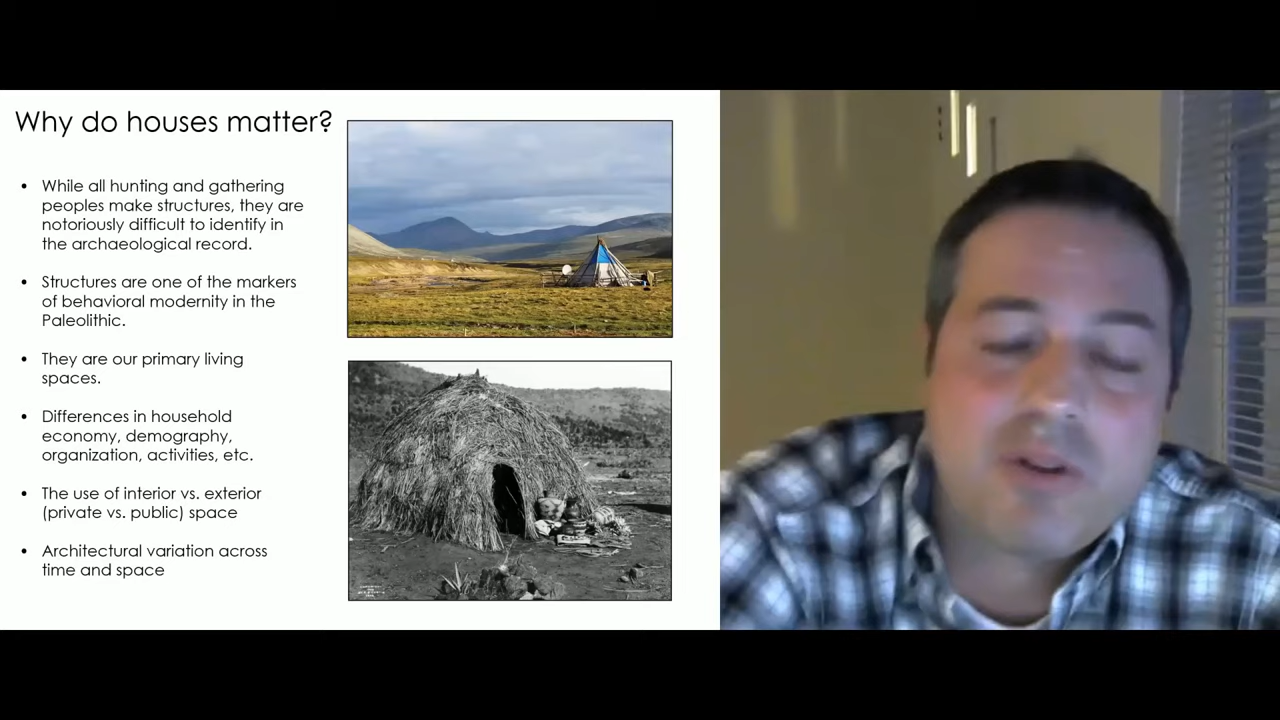 Why do houses matter?
• While all hunting and gathering
peoples make structures, they are
notoriously difficult to identify in
the archaeological record.
• Structures are one of the markers
of behavioral modernity in the
Paleolithic.
• They are our primary living
spaces.
• Differences in household
economy, demography,
organization, activities, etc.
• The use of interior vs. exterior
(private vs. public) space
• Architectural variation across
time and space